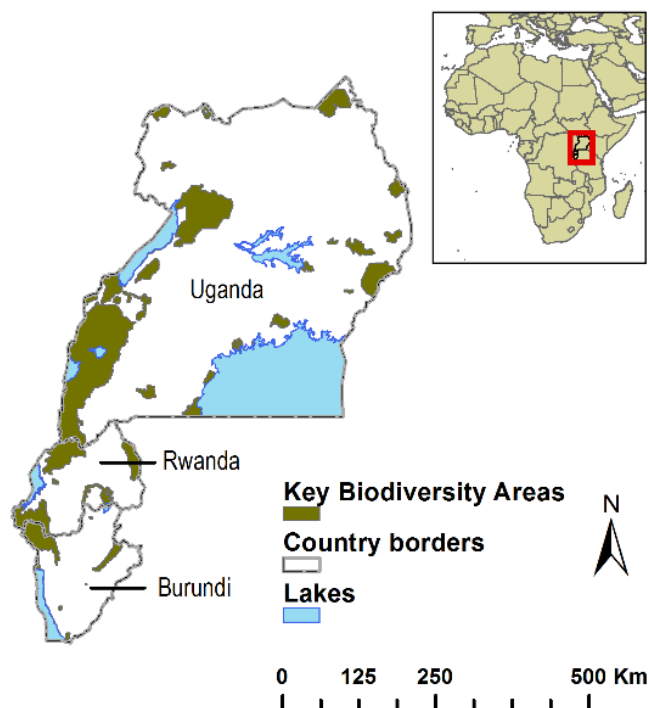 Uganda
Rwanda
Burundi
Key Biodiversity Areas
Country borders
Lakes
N
0 125 250 500 Km